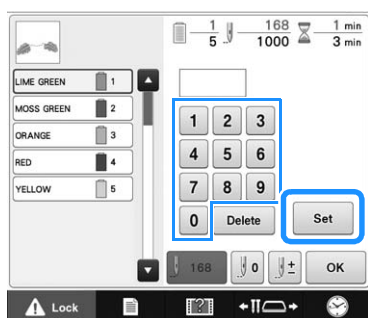 1/5 168/1000 1 min/3 min
LIME GREEN 1
MOSS GREEN 2
ORANGE 3
RED 4
YELLOW 5
1 2 3
4 5 6
7 8 9
0 Delete Set
168 0 ± OK
Lock ?